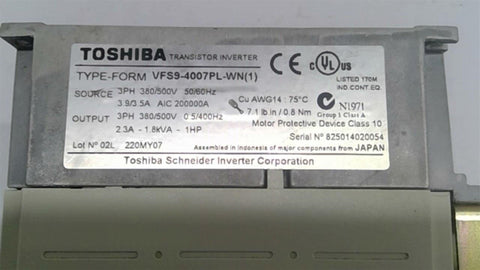 TOSHIBA TRANSISTOR INVERTER
TYPE-FORM VFS9-4007PL-WN(1)
SOURCE 3PH 380/500V 50/60Hz
3.9/3.5A AIC 200000A
OUTPUT 3PH 380/500V 0.5/400Hz
2.3A - 1.8kVA - 1HP
Lot N° 02L 220MY07
CE UL US
LISTED 170M
IND.CONT.EQ.
Cu AWG14 : 75°C
7.1 lb in / 0.8 Nm
N1971
Group 1 Class A
Motor Protective Device Class 10
Serial N° 825014020054
Assembled in Indonesia of major components from JAPAN
Toshiba Schneider Inverter Corporation